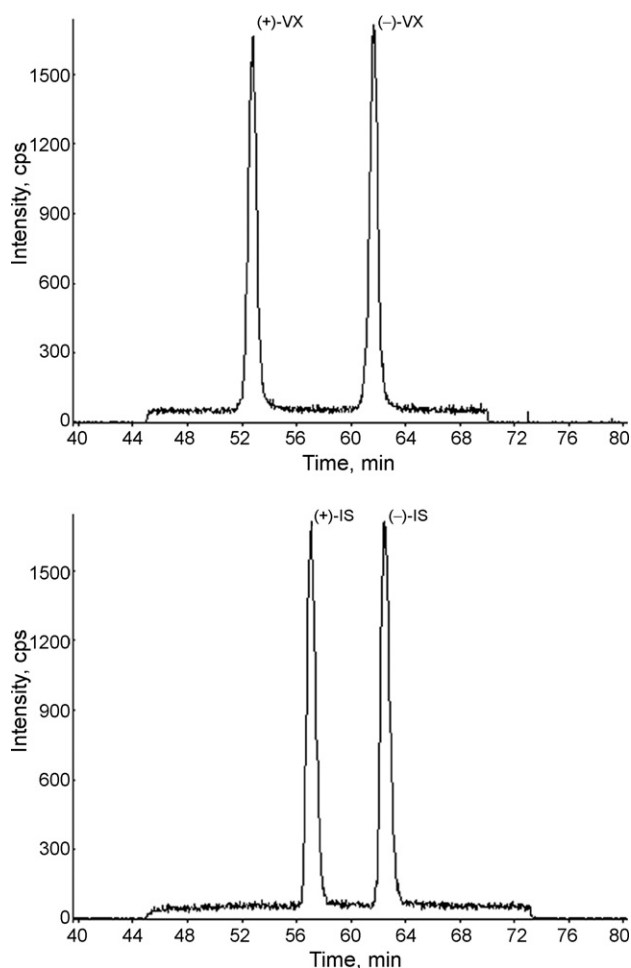 (+)-VX (–)-VX
1500
1200
900
600
300
0
Intensity, cps
40 44 48 52 56 60 64 68 72 76 80
Time, min
(+)-IS (–)-IS
1500
1200
900
600
300
0
Intensity, cps
40 44 48 52 56 60 64 68 72 76 80
Time, min